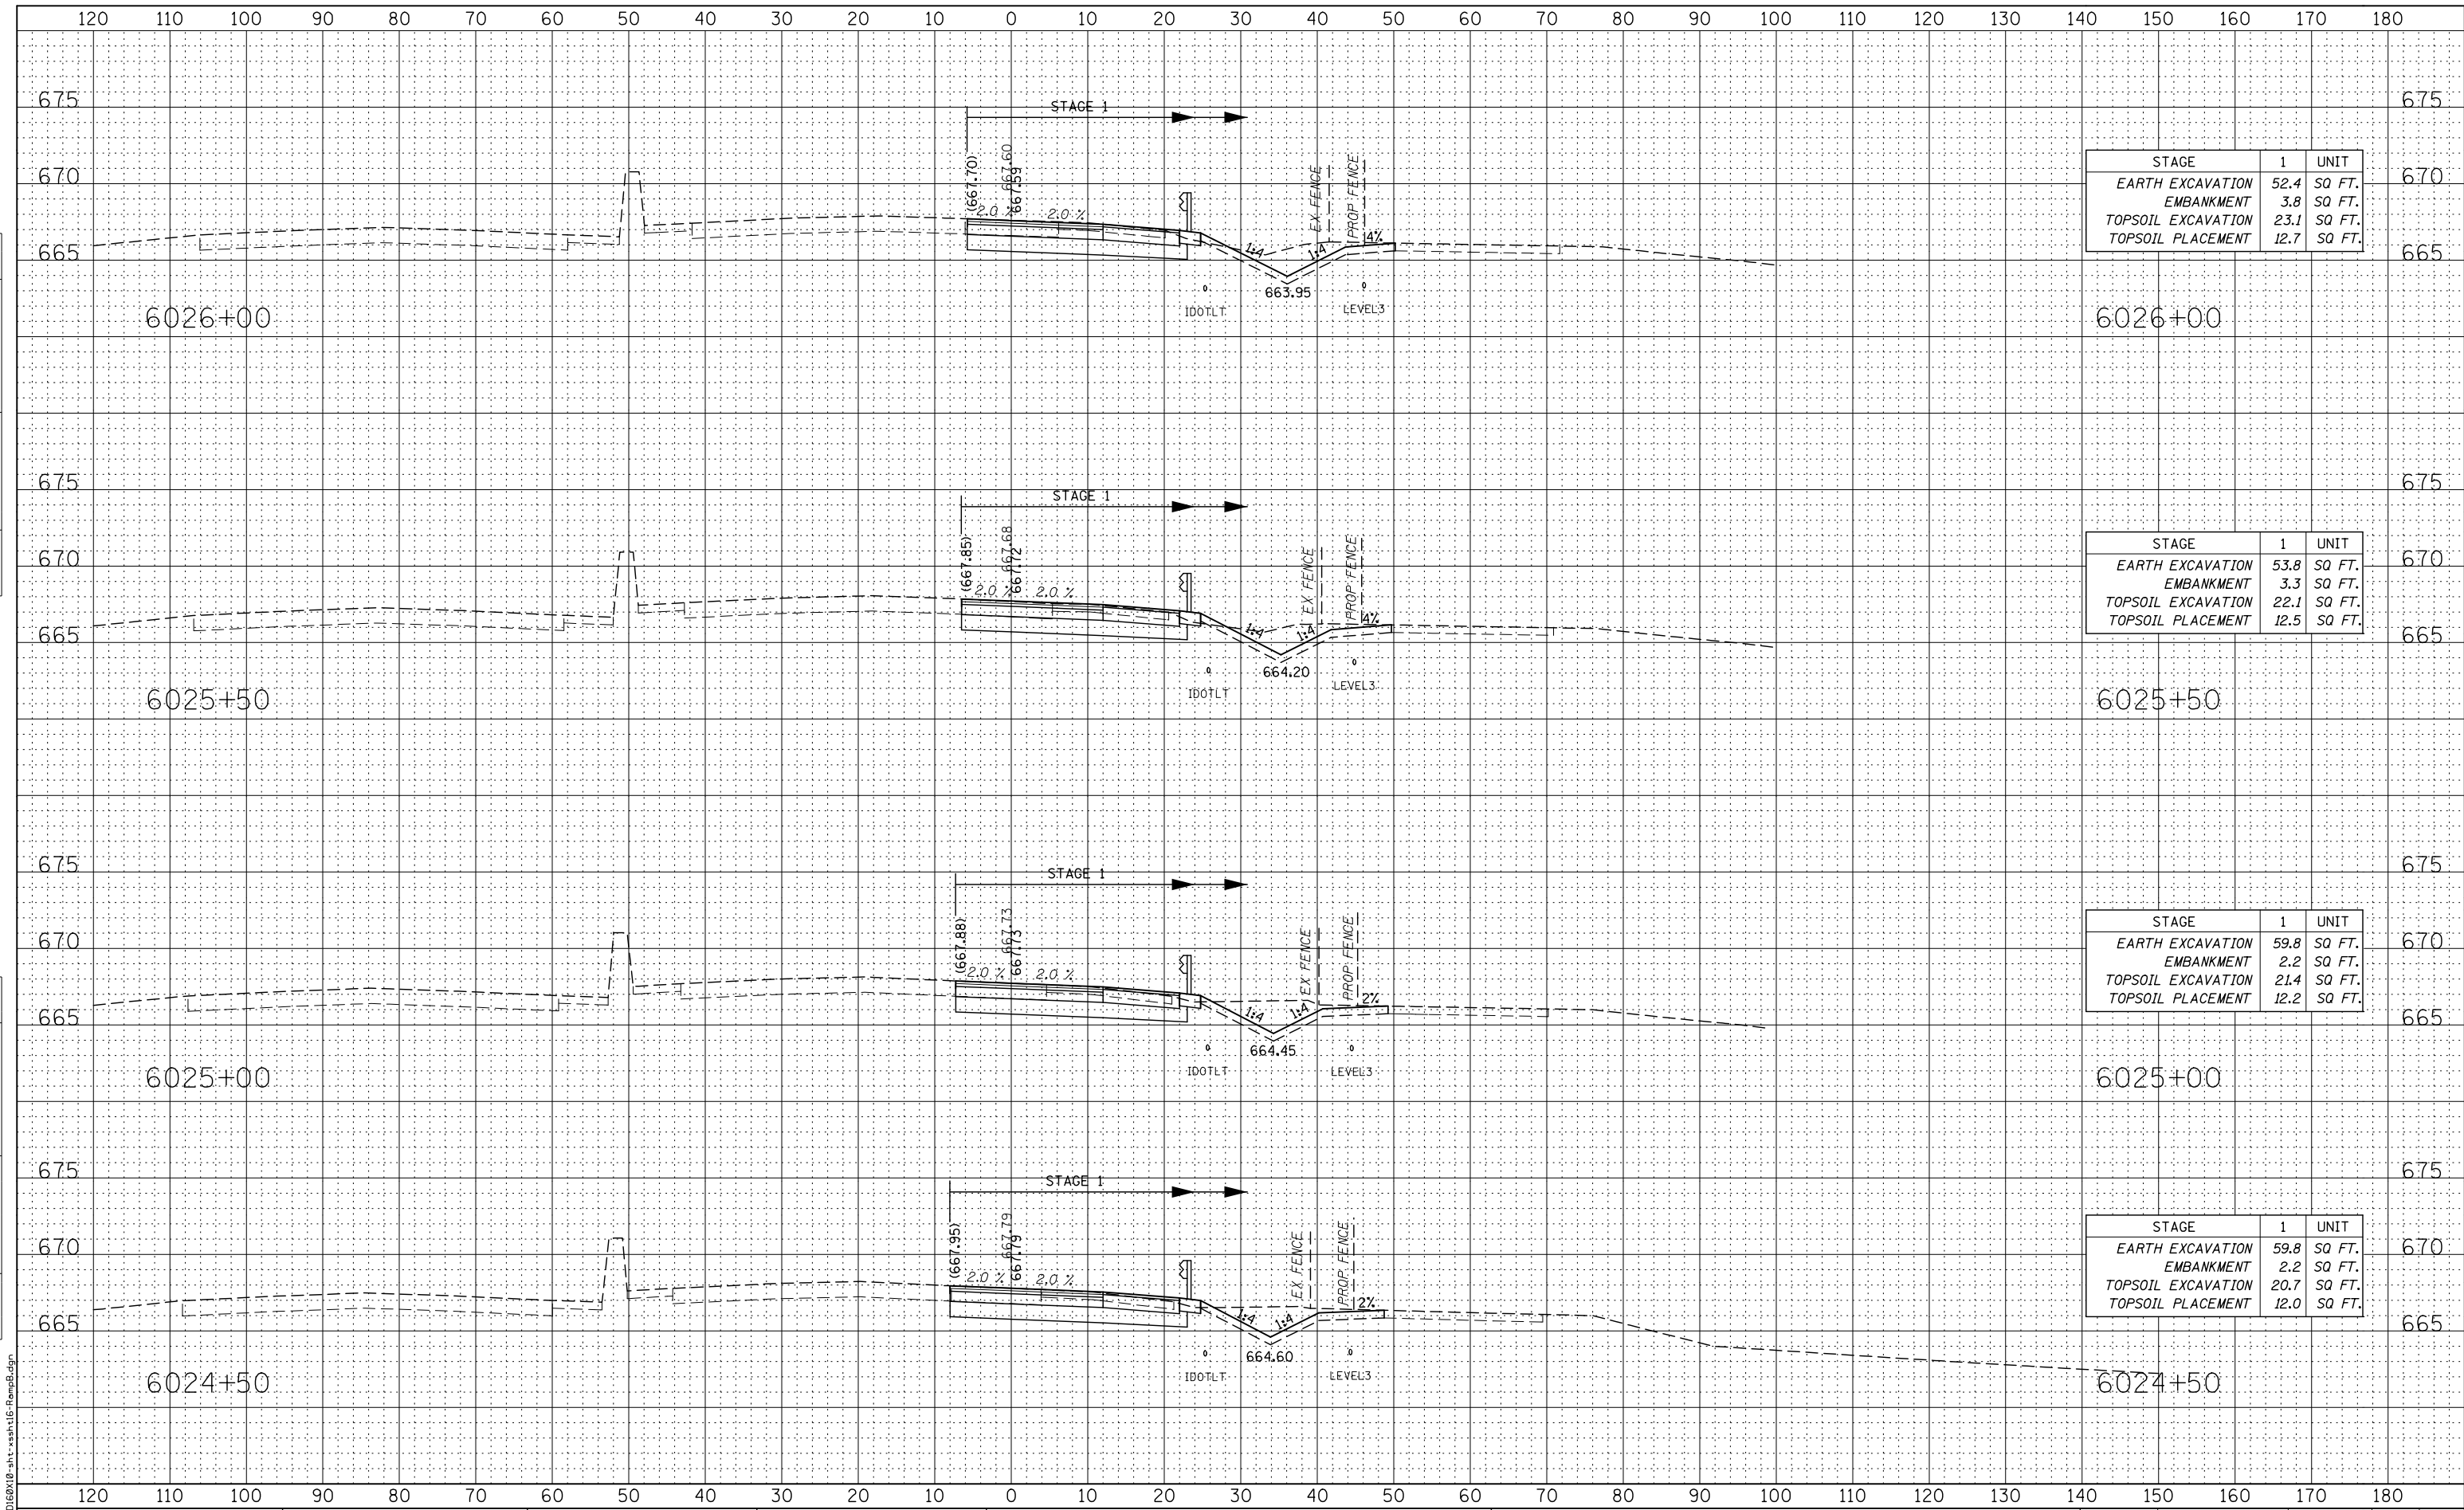 120 110 100 90 80 70 60 50 40 30 20 10 0 10 20 30 40 50 60 70 80 90 100 110 120 130 140 150 160 170 180
675 675
STAGE 1
670 670
(667.70)
667.60
667.59
2.0 % 2.0 %
EX FENCE
PROP FENCE
1:4 1:4 4%
665 665
663.95
IDOTLT LEVEL3
6026+00 6026+00
STAGE 1 UNIT
EARTH EXCAVATION 52.4 SQ FT.
EMBANKMENT 3.8 SQ FT.
TOPSOIL EXCAVATION 23.1 SQ FT.
TOPSOIL PLACEMENT 12.7 SQ FT.
675 675
STAGE 1
670 670
(667.85)
667.68
667.72
2.0 % 2.0 %
EX FENCE
PROP FENCE
1:4 1:4 4%
665 665
664.20
IDOTLT LEVEL3
6025+50 6025+50
STAGE 1 UNIT
EARTH EXCAVATION 53.8 SQ FT.
EMBANKMENT 3.3 SQ FT.
TOPSOIL EXCAVATION 22.1 SQ FT.
TOPSOIL PLACEMENT 12.5 SQ FT.
675 675
STAGE 1
670 670
(667.88)
667.73
667.73
2.0 % 2.0 %
EX FENCE
PROP FENCE
1:4 1:4 2%
665 665
664.45
IDOTLT LEVEL3
6025+00 6025+00
STAGE 1 UNIT
EARTH EXCAVATION 59.8 SQ FT.
EMBANKMENT 2.2 SQ FT.
TOPSOIL EXCAVATION 21.4 SQ FT.
TOPSOIL PLACEMENT 12.2 SQ FT.
675 675
STAGE 1
670 670
(667.95)
667.79
667.79
2.0 % 2.0 %
EX FENCE
PROP FENCE
1:4 1:4 2%
665 665
664.60
IDOTLT LEVEL3
6024+50 6024+50
STAGE 1 UNIT
EARTH EXCAVATION 59.8 SQ FT.
EMBANKMENT 2.2 SQ FT.
TOPSOIL EXCAVATION 20.7 SQ FT.
TOPSOIL PLACEMENT 12.0 SQ FT.
D160X10-sht-xssht16-RampB.dgn
120 110 100 90 80 70 60 50 40 30 20 10 0 10 20 30 40 50 60 70 80 90 100 110 120 130 140 150 160 170 180